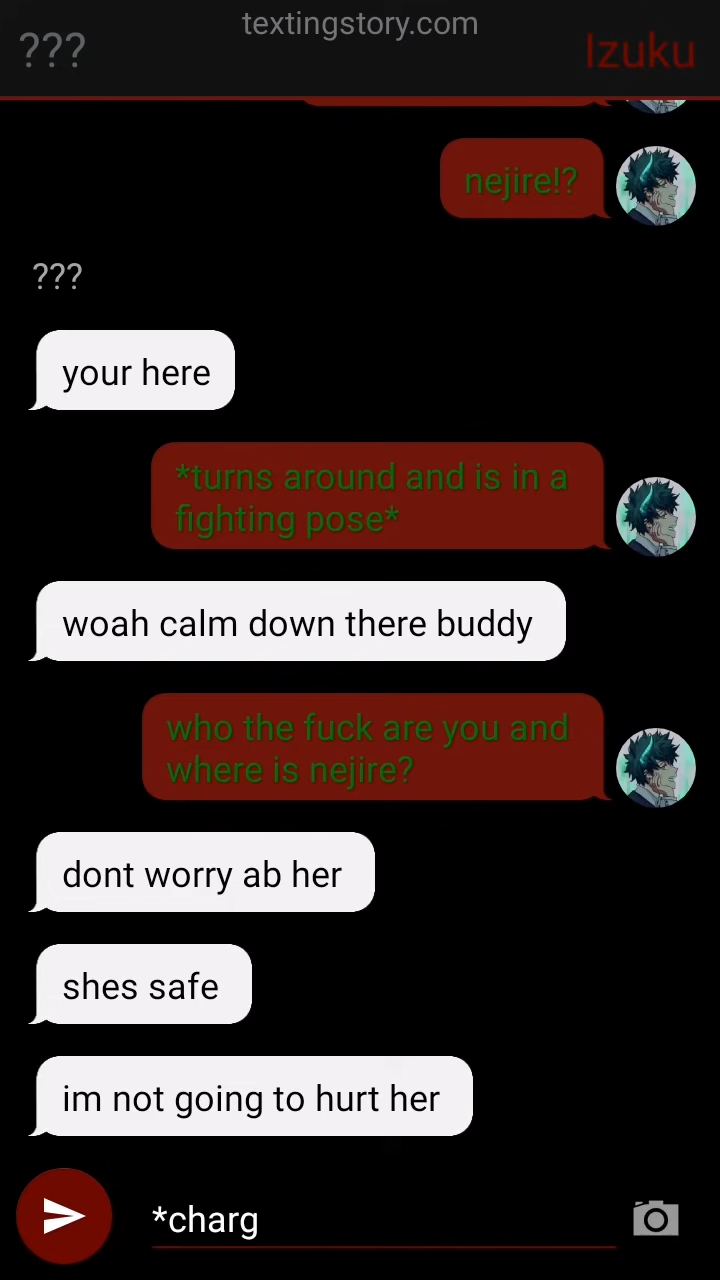 textingstory.com
???
Izuku
nejire!?
???
your here
*turns around and is in a
fighting pose*
woah calm down there buddy
who the fuck are you and
where is nejire?
dont worry ab her
shes safe
im not going to hurt her
*charg